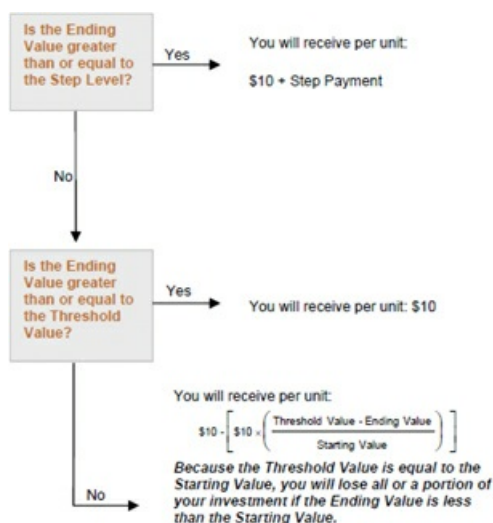 Is the Ending
Value greater
than or equal to
the Step Level?
Yes
You will receive per unit:
$10 + Step Payment
No
Is the Ending
Value greater
than or equal to
the Threshold
Value?
Yes
You will receive per unit: $10
You will receive per unit:
$10 - [ $10 · ( Threshold Value - Ending Value
Starting Value ) ]
Because the Threshold Value is equal to the
Starting Value, you will lose all or a portion of
your investment if the Ending Value is less
than the Starting Value.
No